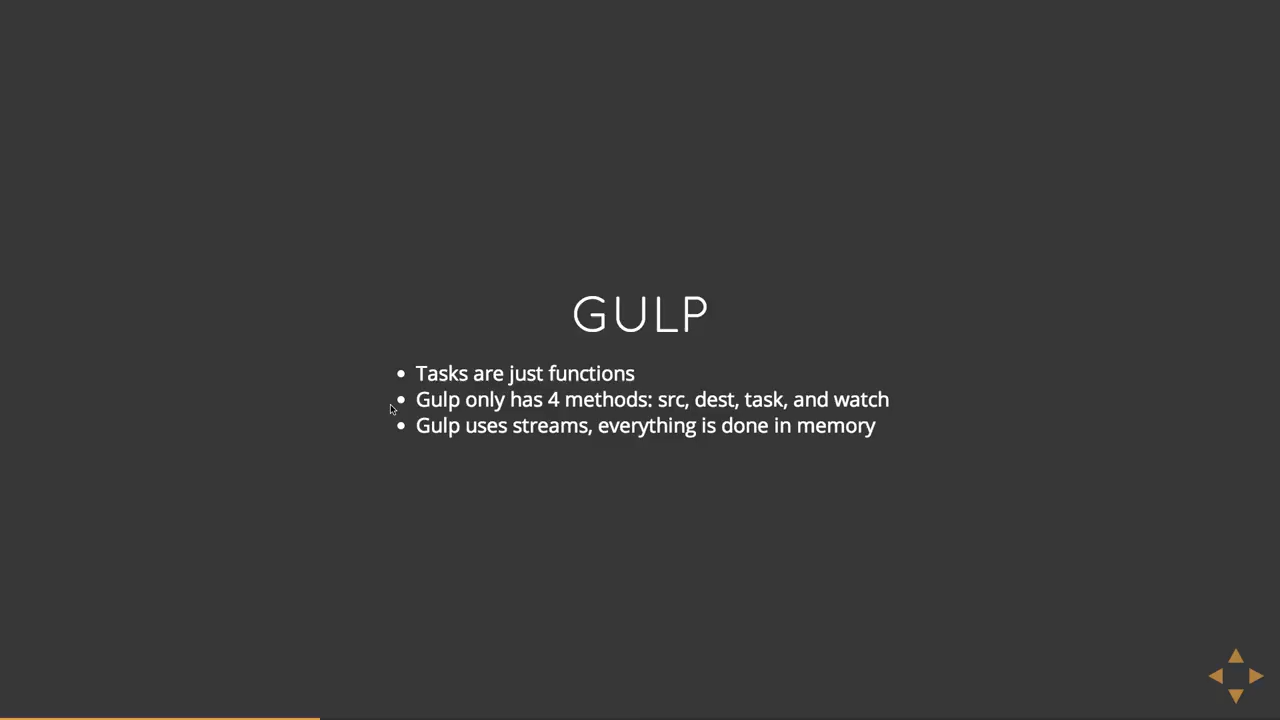 GULP
• Tasks are just functions
• Gulp only has 4 methods: src, dest, task, and watch
• Gulp uses streams, everything is done in memory